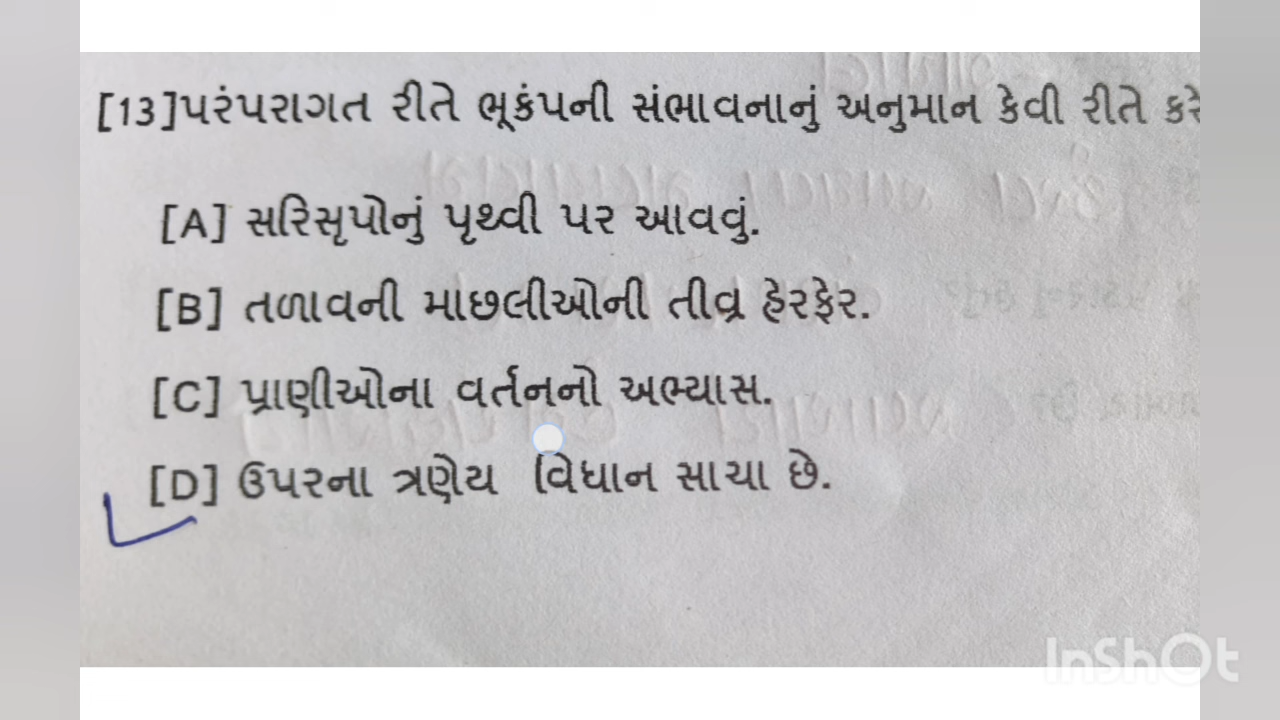 [13]પરંપરાગત રીતે ભૂકંપની સંભાવનાનું અનુમાન કેવી રીતે કરે
[A] સરિસૃપોનું પૃથ્વી પર આવવું.
[B] તળાવની માછલીઓની તીવ્ર હેરફેર.
[C] પ્રાણીઓના વર્તનનો અભ્યાસ.
[D] ઉપરના ત્રણેય વિધાન સાચા છે.
InShOt